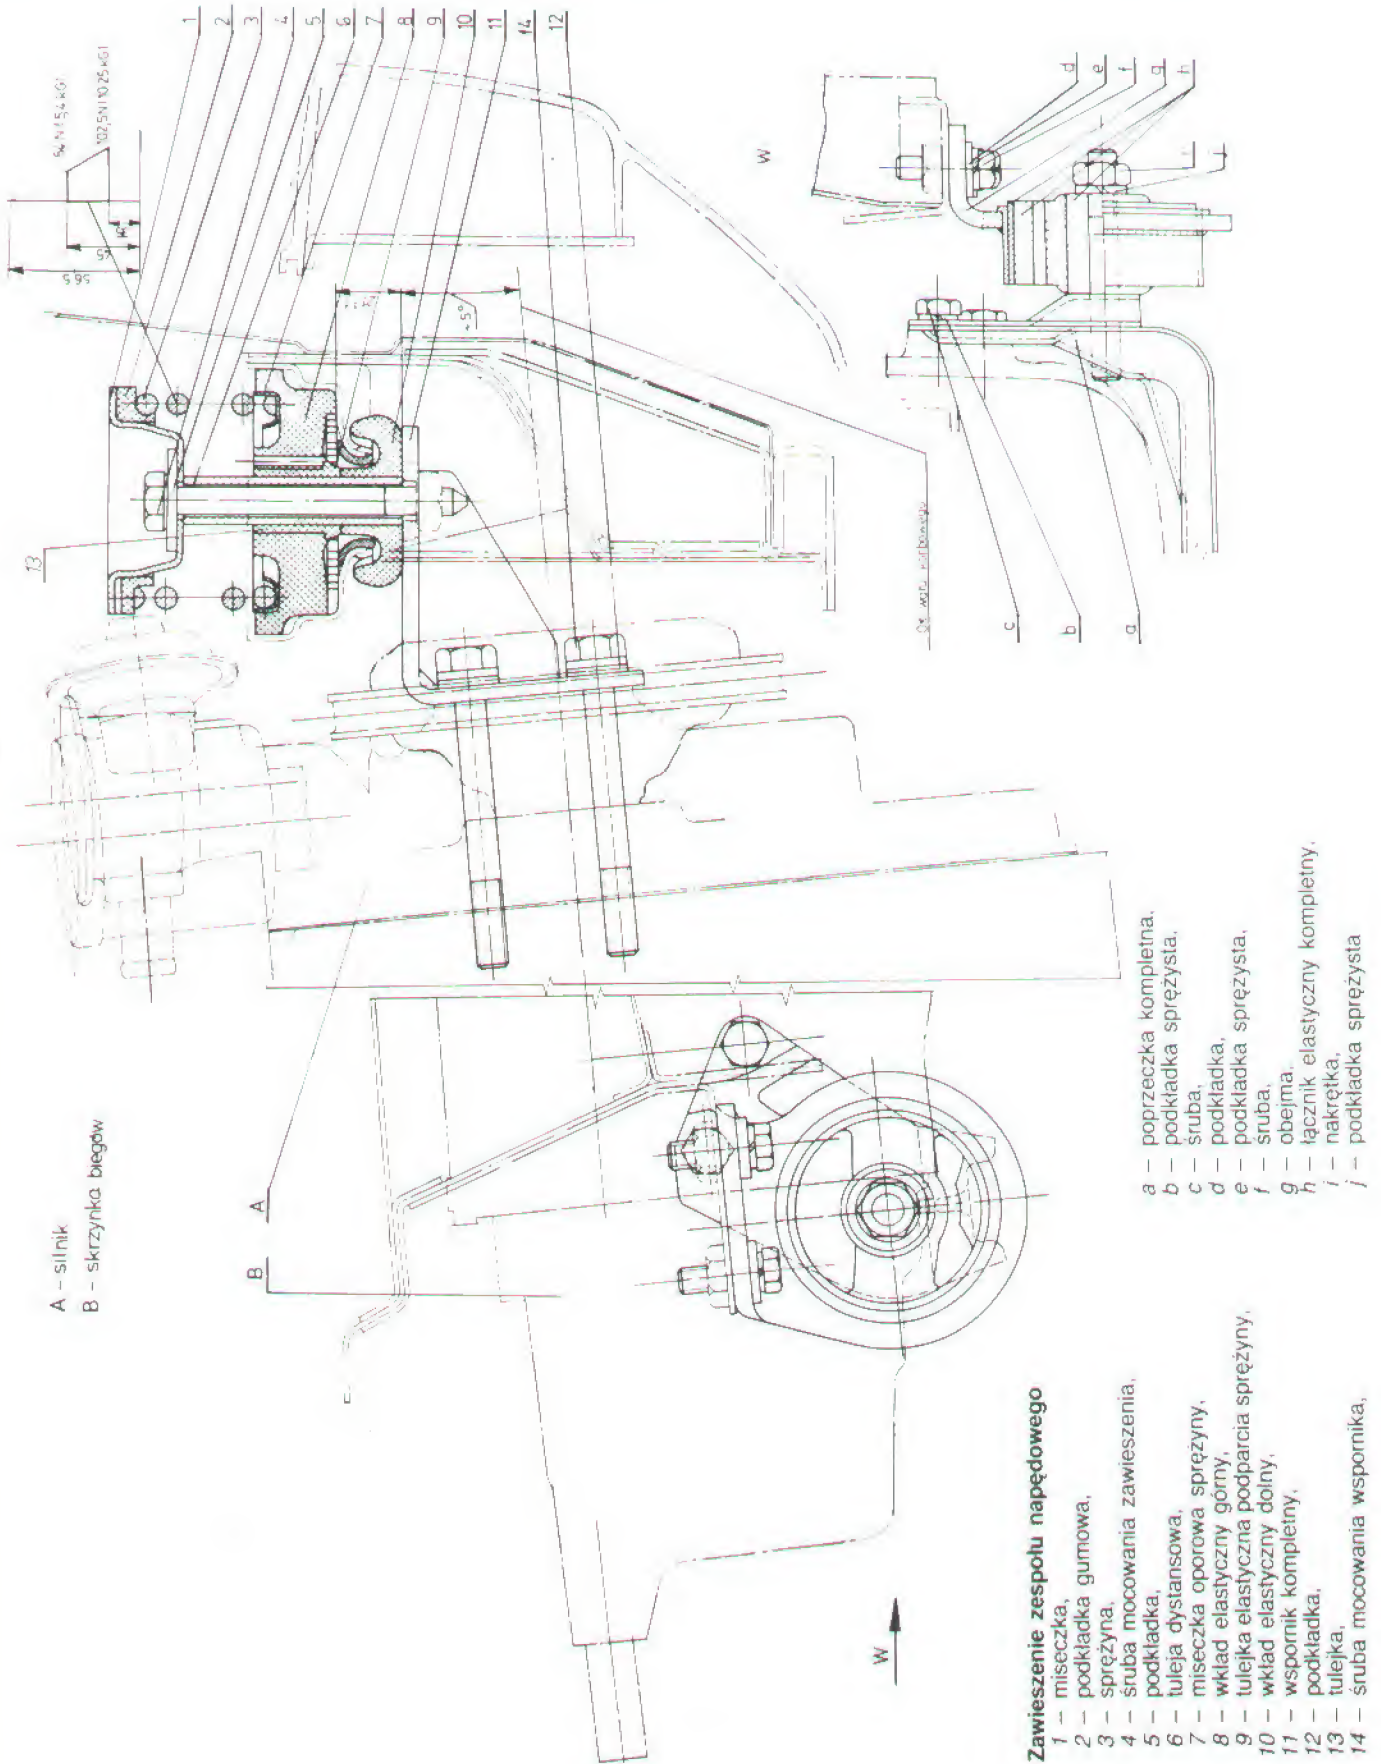 A – silnik
B – skrzynka biegów
A
B
13
1
2
3
4
5
6
7
8
9
10
11
14
12
56,5
W
d
e
f
g
h
c
b
a
W
Zawieszenie zespołu napędowego
1 – miseczka,
2 – podkładka gumowa,
3 – sprężyna,
4 – śruba mocowania zawieszenia,
5 – podkładka,
6 – tuleja dystansowa,
7 – miseczka oporowa sprężyny,
8 – wkład elastyczny górny,
9 – tulejka elastyczna podparcia sprężyny,
10 – wkład elastyczny dolny,
11 – wspornik kompletny,
12 – podkładka,
13 – tulejka,
14 – śruba mocowania wspornika,
a – poprzeczka kompletna,
b – podkładka sprężysta,
c – śruba,
d – podkładka,
e – podkładka sprężysta,
f – śruba,
g – obejma,
h – łącznik elastyczny kompletny,
i – nakrętka,
j – podkładka sprężysta